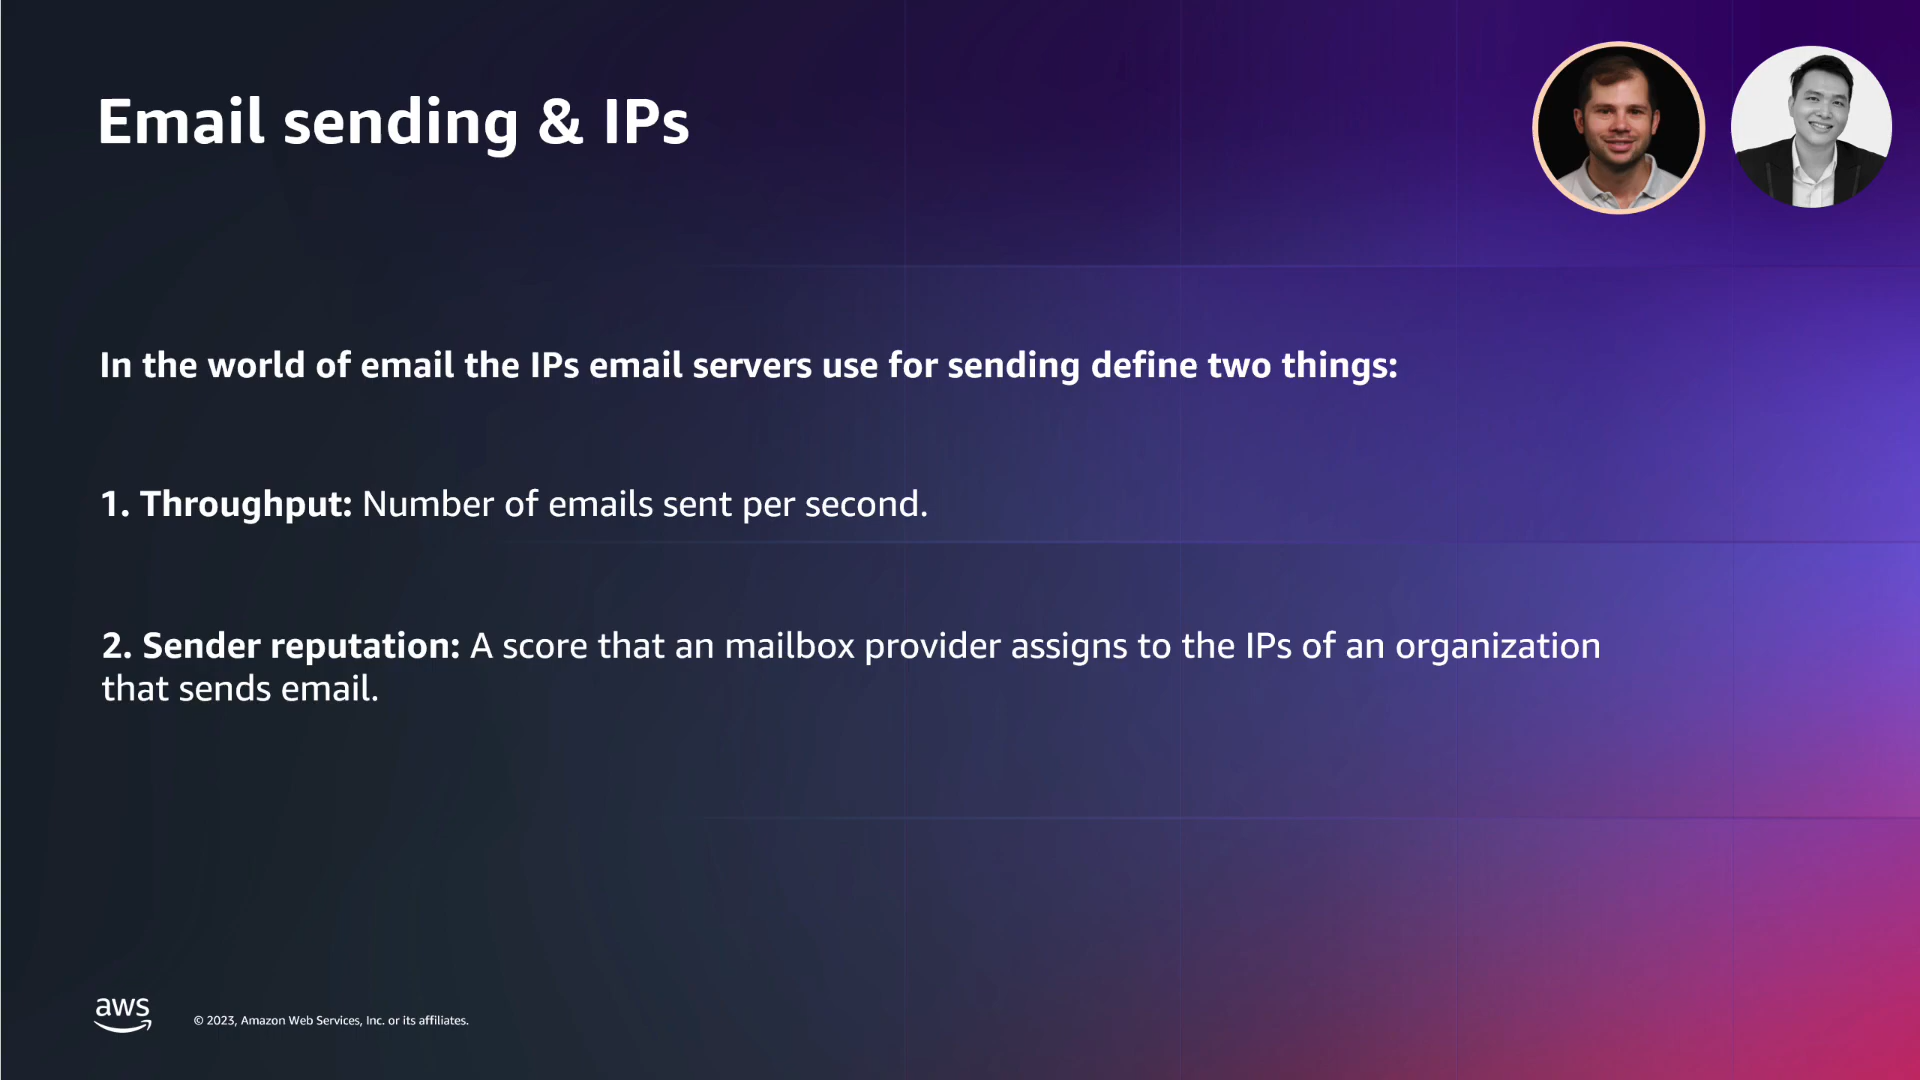 Email sending & IPs
In the world of email the IPs email servers use for sending define two things:
1. Throughput: Number of emails sent per second.
2. Sender reputation: A score that an mailbox provider assigns to the IPs of an organization
that sends email.
aws
© 2023, Amazon Web Services, Inc. or its affiliates.